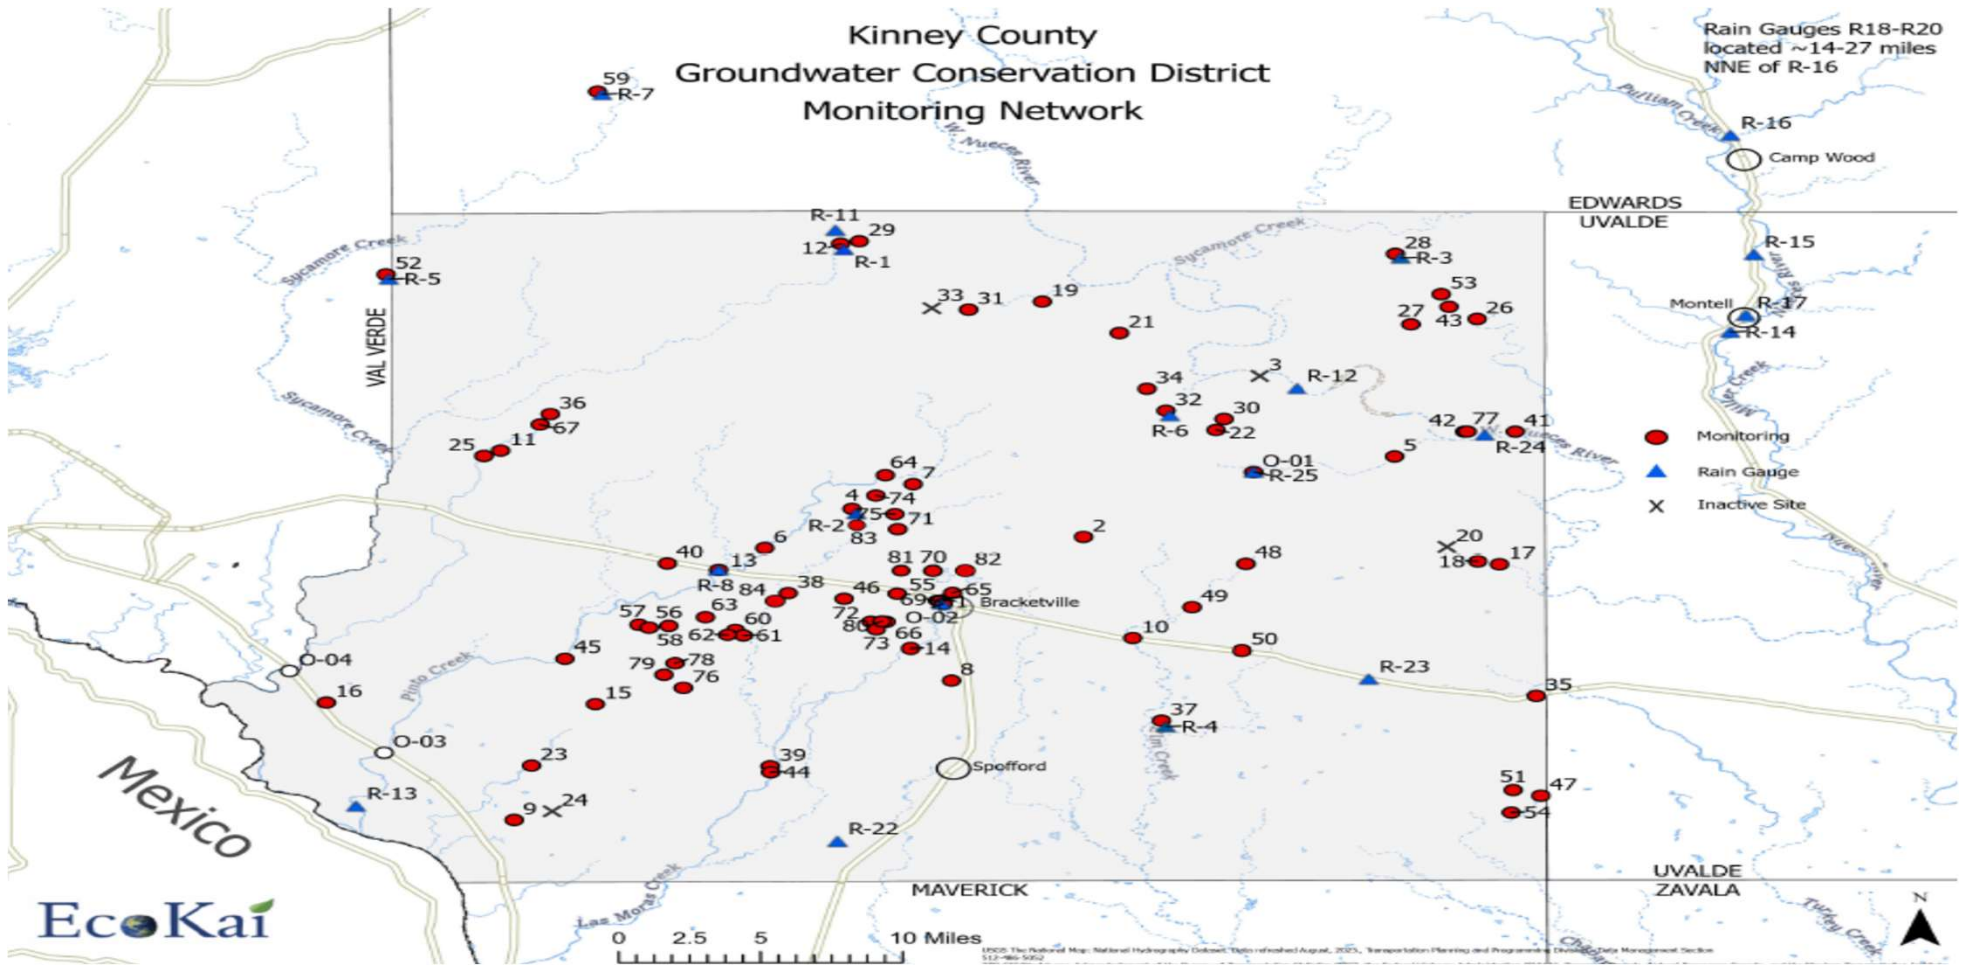 Kinney County
Groundwater Conservation District
Monitoring Network
Rain Gauges R18-R20
located ~14-27 miles
NNE of R-16
59
R-7
Pulliam Creek
R-16
Camp Wood
W. Nueces River
EDWARDS
UVALDE
R-11
29
12
R-1
Sycamore Creek
Sycamore Creek
28
R-3
R-15
52
R-5
VAL VERDE
33
31
19
53
27
43
26
Montell
R-17
R-14
21
3
R-12
34
32
R-6
30
22
Sycamore Creek
36
67
25
11
42
77
41
R-24
Nueces River
5
O-01
R-25
64
7
74
4
75
R-2
71
83
Monitoring
Rain Gauge
Inactive Site
6
2
40
13
R-8
84
38
81
70
82
46
55
65
69
Bracketville
O-02
48
49
20
18
17
57
56
58
63
60
62
61
72
80
73
66
14
10
50
45
79
78
76
15
8
O-04
16
Pinto Creek
R-23
35
37
R-4
O-03
23
39
44
Spofford
R-13
9
24
51
47
54
Mexico
R-22
Las Moras Creek
MAVERICK
UVALDE
ZAVALA
Turkey Creek
N
EcoKai
0 2.5 5 10 Miles